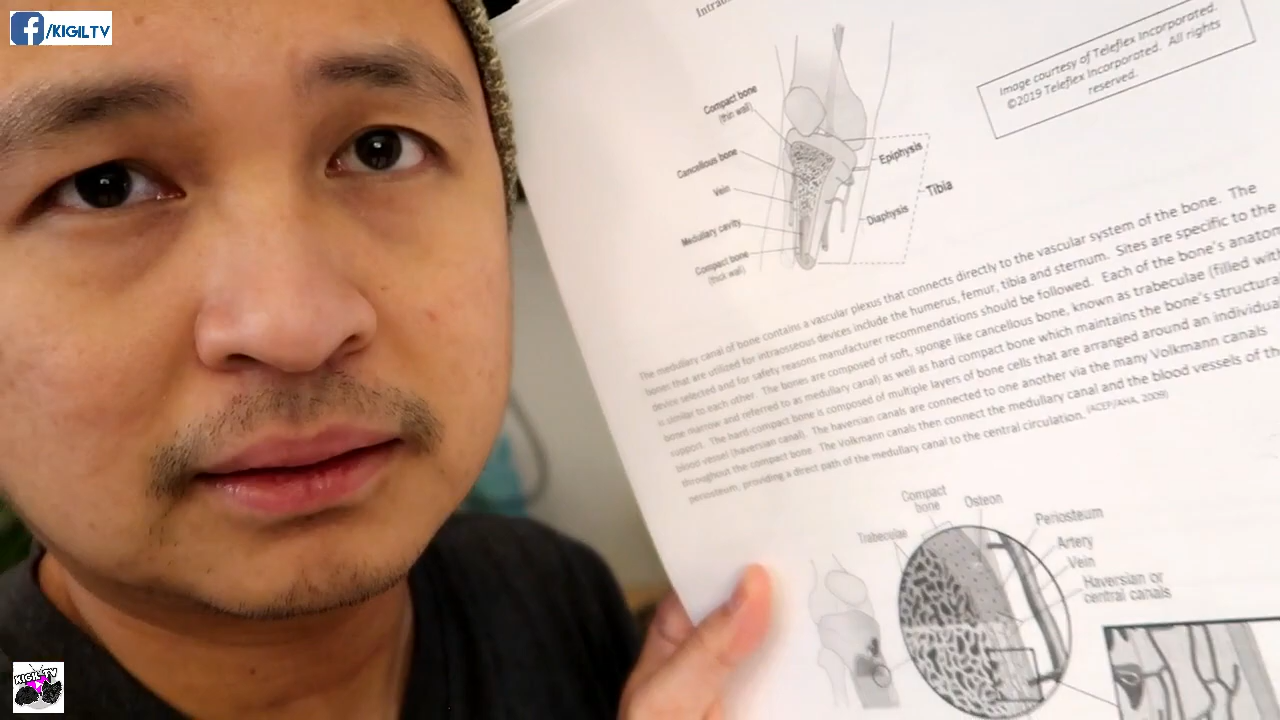 /KIGILTV
Image courtesy of Teleflex Incorporated.
©2019 Teleflex Incorporated. All rights
reserved.
Compact bone
(thin wall)
Cancellous bone
Vein
Medullary cavity
Compact bone
(thick wall)
Epiphysis
Diaphysis
Tibia
The medullary canal of bone contains a vascular plexus that connects directly to the vascular system of the bone. The
bones that are utilized for intraosseous devices include the humerus, femur, tibia and sternum. Sites are specific to the
device selected and for safety reasons manufacturer recommendations should be followed. Each of the bone's
is similar to each other. The bones are composed of soft, sponge like cancellous bone, known as trabeculae (filled with
bone marrow and referred to as medullary canal) as well as hard compact bone which maintains the bone's structural
support. The hard-compact bone is composed of multiple layers of bone cells that are arranged around an individual
blood vessel (haversian canal). The haversian canals are connected to one another via the many Volkmann canals
throughout the compact bone. The Volkmann canals then connect the medullary canal and the blood vessels of
periosteum, providing a direct path of the medullary canal to the central circulation. (ACEP/AHA, 2009)
Compact
bone
Osteon
Trabeculae
Periosteum
Artery
Vein
Haversian or
central canals
KIGIL-TV